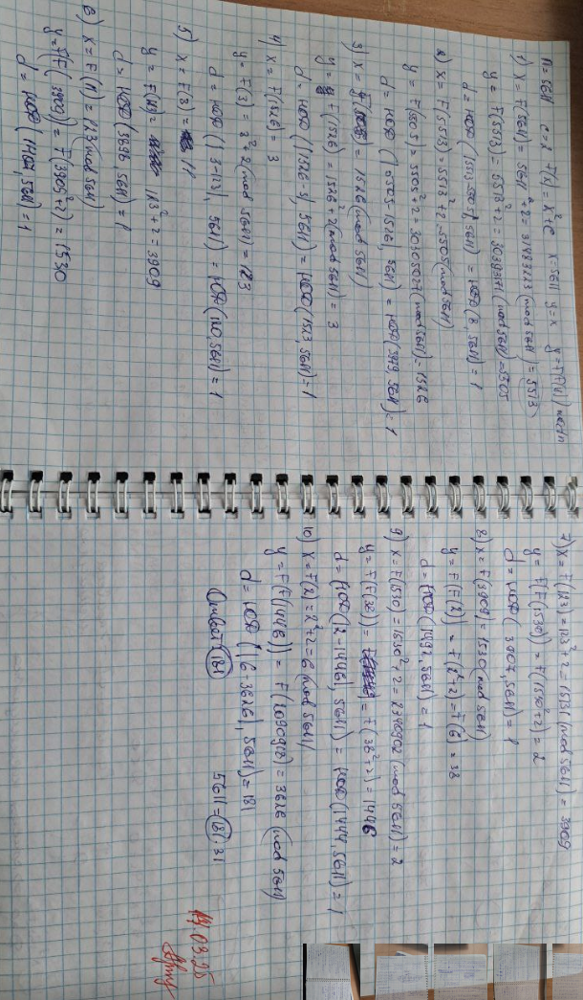 n = 5611 c = 2 F(x) = x² + c x = 5611 y = x y = F(F(y)) mod n
1) x = F(5611) = 5611² + 2 = 31483323 (mod 5611) = 5513
y = F(5513) = 5513² + 2 = 30393171 (mod 5611) = 5505
d = НОД (|5513 - 5505|, 5611) = НОД (8, 5611) = 1
2) x = F(5513) = 5513² + 2 = 5505 (mod 5611)
y = F(5505) = 5505² + 2 = 30305027 (mod 5611) = 1526
d = НОД (|5505 - 1526|, 5611) = НОД (3979, 5611) = 1
3) x = F(5505) = 1526 (mod 5611)
y = F(1526) = 1526² + 2 (mod 5611) = 3
d = НОД (|1526 - 3|, 5611) = НОД (1523, 5611) = 1
4) x = F(1526) = 3
y = F(3) = 3² + 2 (mod 5611) = 123
d = НОД (|3 - 123|, 5611) = НОД (120, 5611) = 1
5) x = F(3) = 11
y = F(123) = 123² + 2 = 3909
d = НОД (3898, 5611) = 1
6) x = F(11) = 123 (mod 5611)
y = F(F(3909)) = F(3909² + 2) = 1530
d = НОД (1407, 5611) = 1
7) x = F(123) = 123² + 2 = 15131 (mod 5611) = 3909
y = F(F(1530)) = F(1530² + 2) = 2
d = НОД (3907, 5611) = 1
8) x = F(3909) = 1530 (mod 5611)
y = F(F(2)) = F(2² + 2) = F(6) = 38
d = НОД (1492, 5611) = 1
9) x = F(1530) = 1530² + 2 = 2340902 (mod 5611) = 2
y = F(F(38)) = F(38² + 2) = 1446
d = НОД (|2 - 1446|, 5611) = НОД (1444, 5611) = 1
10) x = F(2) = 2² + 2 = 6 (mod 5611)
y = F(F(1446)) = F(2090918) = 3626 (mod 5611)
d = НОД (|6 - 3626|, 5611) = 181
Ответ: 181 5611 = 181 · 31
14.03.25